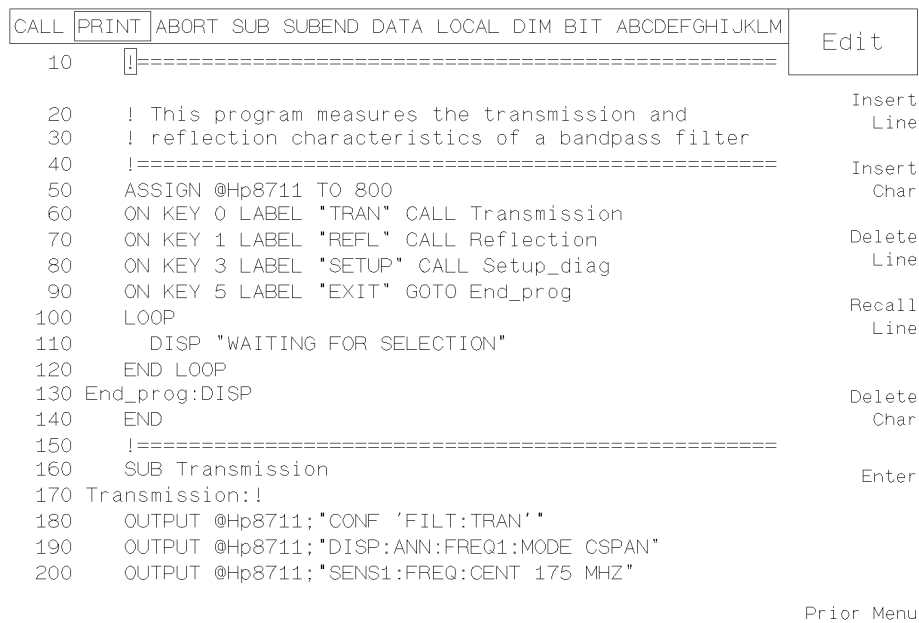 CALL PRINT ABORT SUB SUBEND DATA LOCAL DIM BIT ABCDEFGHIJKLM
Edit
10 !==================================================
20 ! This program measures the transmission and
30 ! reflection characteristics of a bandpass filter
40 !==================================================
50 ASSIGN @Hp8711 TO 800
60 ON KEY 0 LABEL "TRAN" CALL Transmission
70 ON KEY 1 LABEL "REFL" CALL Reflection
80 ON KEY 3 LABEL "SETUP" CALL Setup_diag
90 ON KEY 5 LABEL "EXIT" GOTO End_prog
100 LOOP
110 DISP "WAITING FOR SELECTION"
120 END LOOP
130 End_prog:DISP
140 END
150 !==================================================
160 SUB Transmission
170 Transmission:!
180 OUTPUT @Hp8711;"CONF 'FILT:TRAN'"
190 OUTPUT @Hp8711;"DISP:ANN:FREQ1:MODE CSPAN"
200 OUTPUT @Hp8711;"SENS1:FREQ:CENT 175 MHZ"
Insert
Line
Insert
Char
Delete
Line
Recall
Line
Delete
Char
Enter
Prior Menu